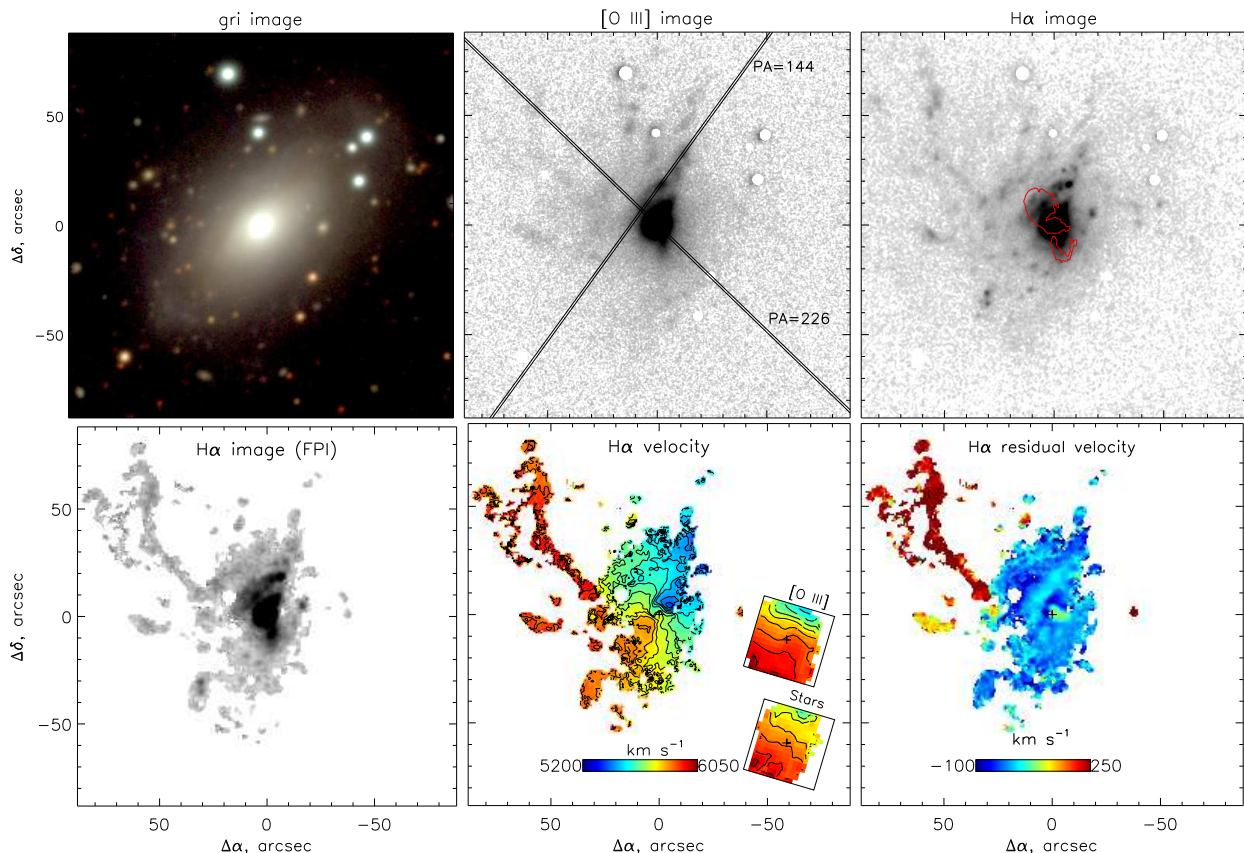 gri image
[O III] image
Hα image
50
0
−50
Δδ, arcsec
PA=144
PA=226
Hα image (FPI)
Hα velocity
Hα residual velocity
50
0
−50
Δδ, arcsec
[O III]
Stars
km s⁻¹
5200
6050
km s⁻¹
−100
250
50
0
−50
50
0
−50
50
0
−50
Δα, arcsec
Δα, arcsec
Δα, arcsec